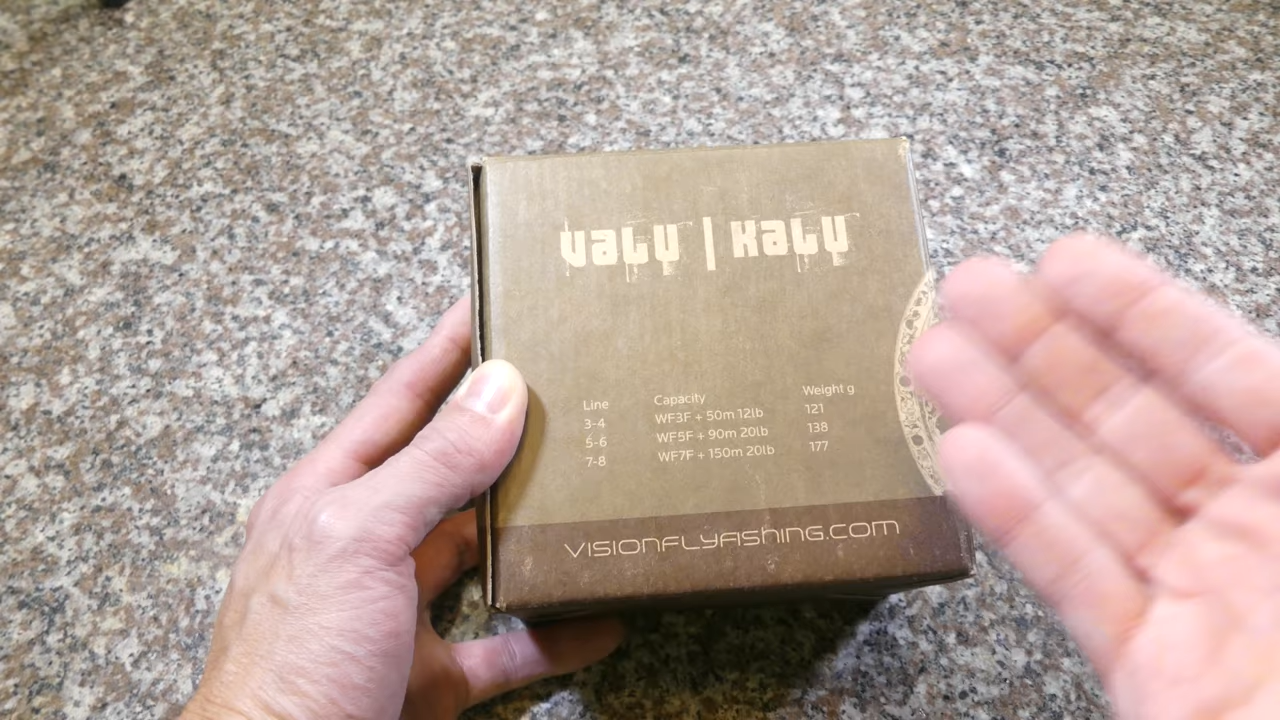 VaLU | KaLU
Line Capacity Weight g
3-4 WF3F + 50m 12lb 121
5-6 WF5F + 90m 20lb 138
7-8 WF7F + 150m 20lb 177
VISIONFLYFISHING.COM